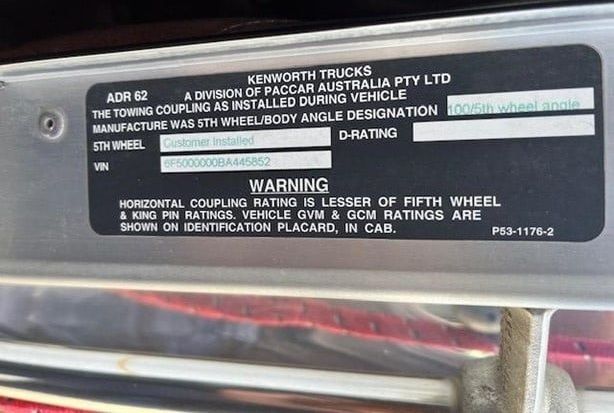 KENWORTH TRUCKS
ADR 62 A DIVISION OF PACCAR AUSTRALIA PTY LTD
THE TOWING COUPLING AS INSTALLED DURING VEHICLE
MANUFACTURE WAS 5TH WHEEL/BODY ANGLE DESIGNATION 100/5th wheel angle
5TH WHEEL Customer Installed D-RATING
VIN 6F5000000BA445852
WARNING
HORIZONTAL COUPLING RATING IS LESSER OF FIFTH WHEEL
& KING PIN RATINGS. VEHICLE GVM & GCM RATINGS ARE
SHOWN ON IDENTIFICATION PLACARD, IN CAB. P53-1176-2